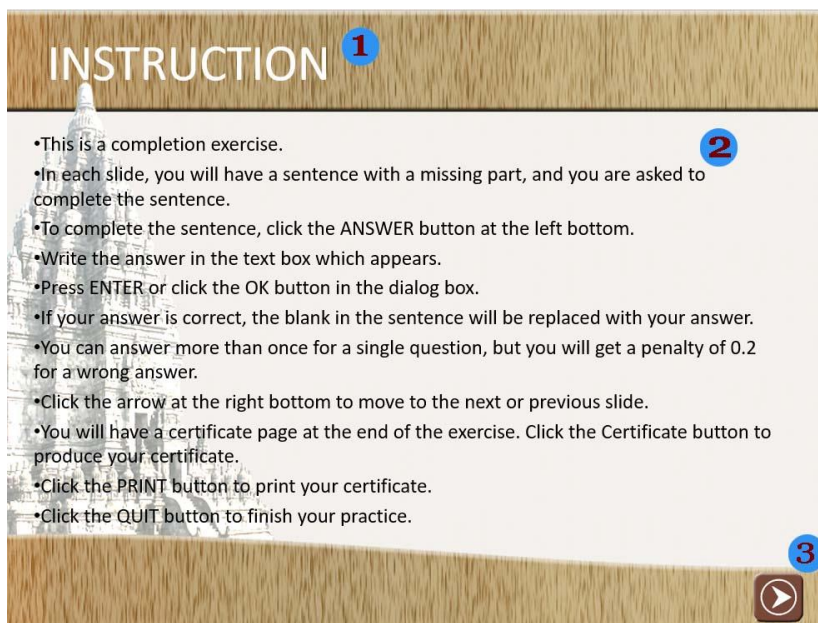 INSTRUCTION 1
2
•This is a completion exercise.
•In each slide, you will have a sentence with a missing part, and you are asked to
complete the sentence.
•To complete the sentence, click the ANSWER button at the left bottom.
•Write the answer in the text box which appears.
•Press ENTER or click the OK button in the dialog box.
•If your answer is correct, the blank in the sentence will be replaced with your answer.
•You can answer more than once for a single question, but you will get a penalty of 0.2
for a wrong answer.
•Click the arrow at the right bottom to move to the next or previous slide.
•You will have a certificate page at the end of the exercise. Click the Certificate button to
produce your certificate.
•Click the PRINT button to print your certificate.
•Click the QUIT button to finish your practice.
3